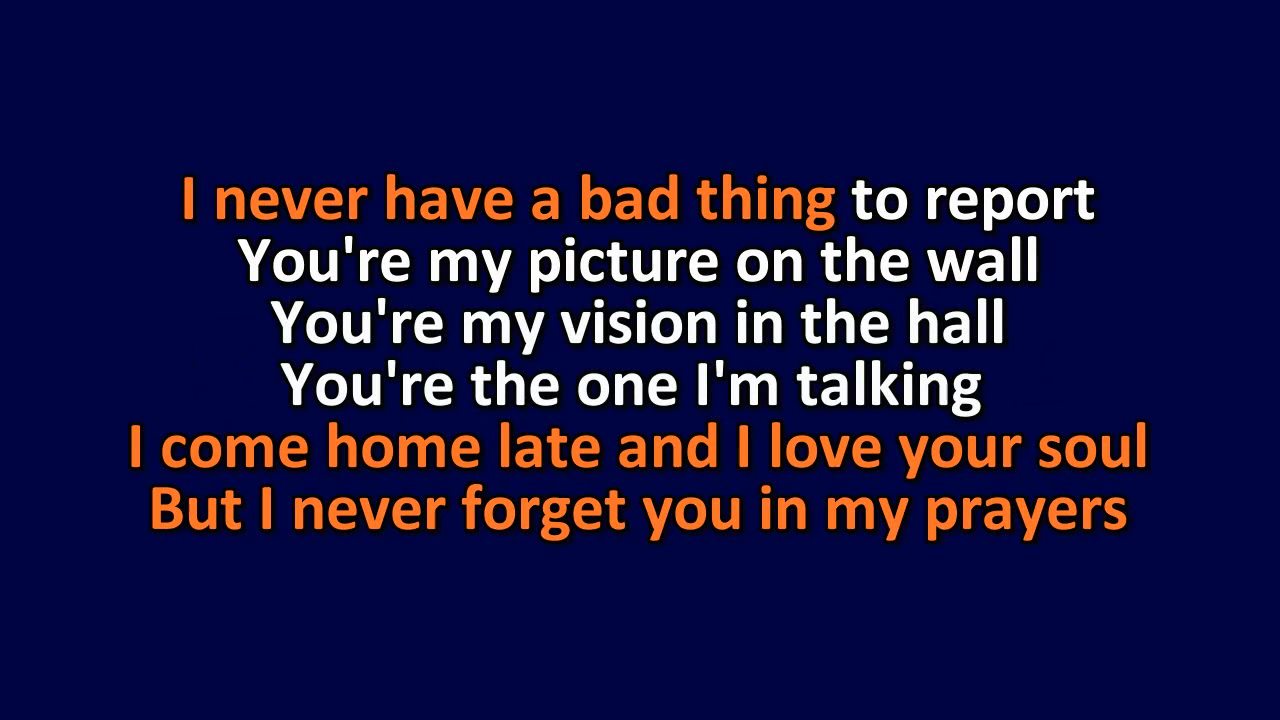 I never have a bad thing to report
You're my picture on the wall
You're my vision in the hall
You're the one I'm talking
I come home late and I love your soul
But I never forget you in my prayers